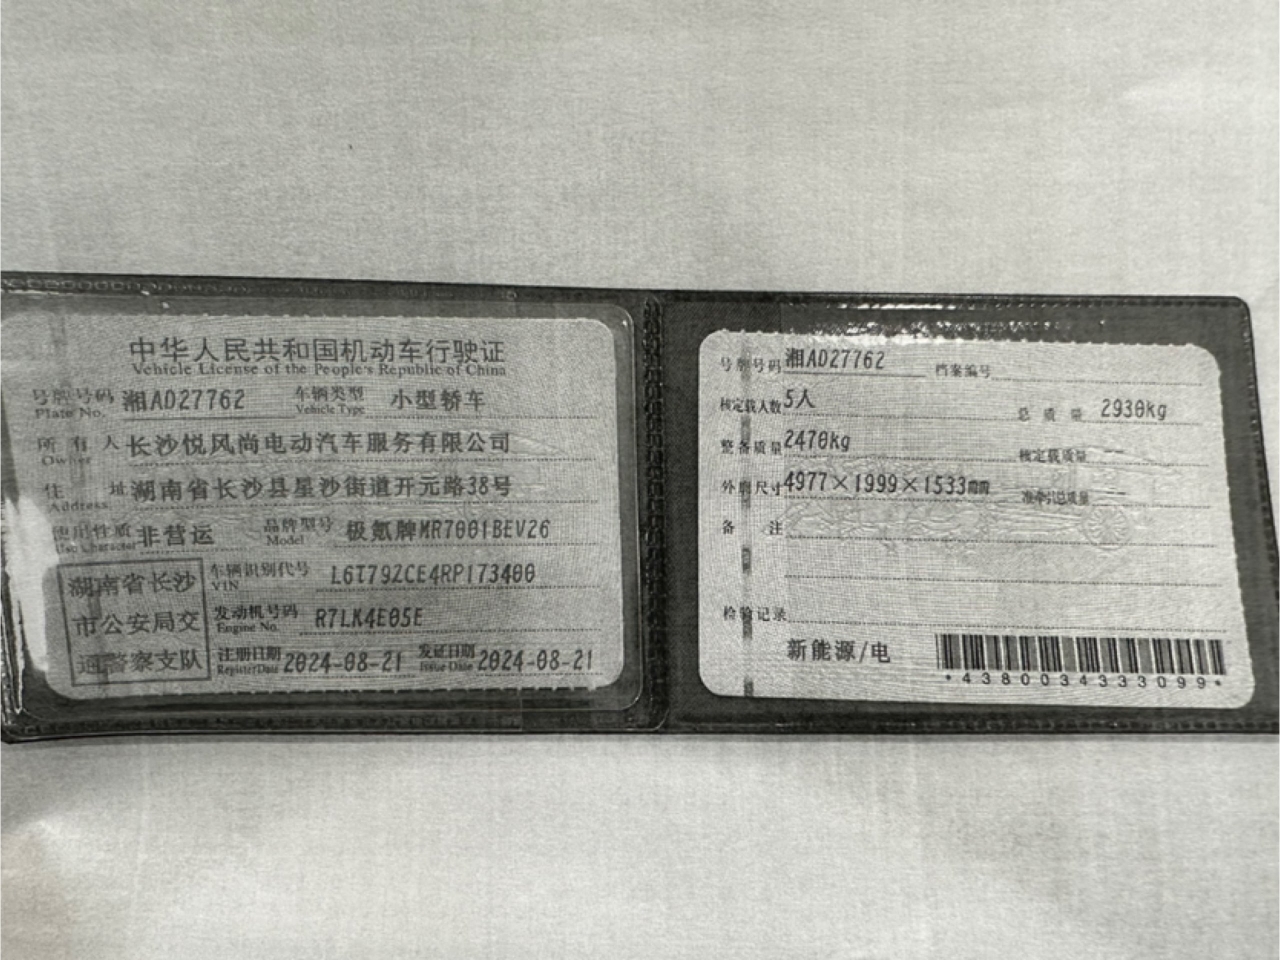 中华人民共和国机动车行驶证
Vehicle License of the People's Republic of China
号牌号码 湘AD27762 车辆类型 小型轿车
Plate No. Vehicle Type
所有人 长沙悦风尚电动汽车服务有限公司
Owner
住址 湖南省长沙县星沙街道开元路38号
Address
使用性质 非营运 品牌型号 极氪牌MR7001BEV26
Use Character Model
湖南省长沙
市公安局交
通警察支队
车辆识别代号 L6T79ZCE4RP173400
VIN
发动机号码 R7LK4E05E
Engine No.
注册日期 2024-08-21 发证日期 2024-08-21
Register Date Issue Date
号牌号码 湘AD27762 档案编号
核定载人数 5人 总质量 2930kg
整备质量 2470kg 核定载质量 --
外廓尺寸 4977×1999×1533mm 准牵引总质量 --
备注
检验记录
新能源/电
*4380034333099*